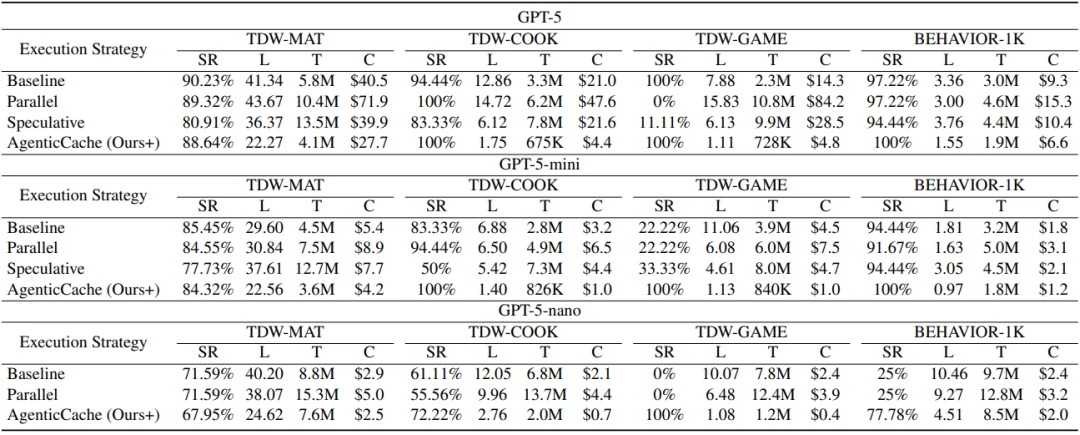 GPT-5
Execution Strategy TDW-MAT TDW-COOK TDW-GAME BEHAVIOR-1K
SR L T C SR L T C SR L T C SR L T C
Baseline 90.23% 41.34 5.8M $40.5 94.44% 12.86 3.3M $21.0 100% 7.88 2.3M $14.3 97.22% 3.36 3.0M $9.3
Parallel 89.32% 43.67 10.4M $71.9 100% 14.72 6.2M $47.6 0% 15.83 10.8M $84.2 97.22% 3.00 4.6M $15.3
Speculative 80.91% 36.37 13.5M $39.9 83.33% 6.12 7.8M $21.6 11.11% 6.13 9.9M $28.5 94.44% 3.76 4.4M $10.4
AgenticCache (Ours+) 88.64% 22.27 4.1M $27.7 100% 1.75 675K $4.4 100% 1.11 728K $4.8 100% 1.55 1.9M $6.6
GPT-5-mini
Execution Strategy TDW-MAT TDW-COOK TDW-GAME BEHAVIOR-1K
SR L T C SR L T C SR L T C SR L T C
Baseline 85.45% 29.60 4.5M $5.4 83.33% 6.88 2.8M $3.2 22.22% 11.06 3.9M $4.5 94.44% 1.81 3.2M $1.8
Parallel 84.55% 30.84 7.5M $8.9 94.44% 6.50 4.9M $6.5 22.22% 6.08 6.0M $7.5 91.67% 1.63 5.0M $3.1
Speculative 77.73% 37.61 12.7M $7.7 50% 5.42 7.3M $4.4 33.33% 4.61 8.0M $4.7 94.44% 3.05 4.5M $2.1
AgenticCache (Ours+) 84.32% 22.56 3.6M $4.2 100% 1.40 826K $1.0 100% 1.13 840K $1.0 100% 0.97 1.8M $1.2
GPT-5-nano
Execution Strategy TDW-MAT TDW-COOK TDW-GAME BEHAVIOR-1K
SR L T C SR L T C SR L T C SR L T C
Baseline 71.59% 40.20 8.8M $2.9 61.11% 12.05 6.8M $2.1 0% 10.07 7.8M $2.4 25% 10.46 9.7M $2.4
Parallel 71.59% 38.07 15.3M $5.0 55.56% 9.96 13.7M $4.4 0% 6.48 12.4M $3.9 25% 9.27 12.8M $3.2
AgenticCache (Ours+) 67.95% 24.62 7.6M $2.5 72.22% 2.76 2.0M $0.7 100% 1.08 1.2M $0.4 77.78% 4.51 8.5M $2.0